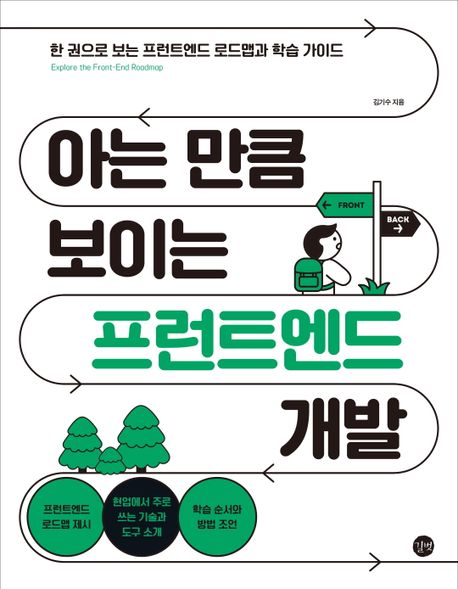 한 권으로 보는 프런트엔드 로드맵과 학습 가이드
Explore the Front-End Roadmap
김기수 지음
아는 만큼
보이는
FRONT
BACK
프런트엔드
개발
프런트엔드
로드맵 제시
현업에서 주로
쓰는 기술과
도구 소개
학습 순서와
방법 조언
길벗